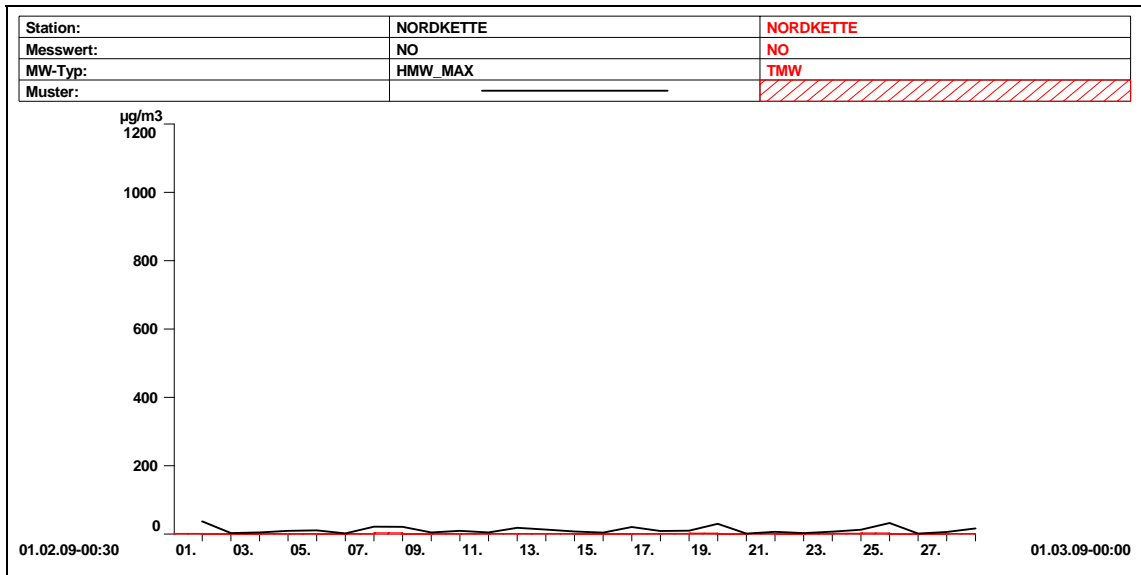 Station: NORDKETTE NORDKETTE
Messwert: NO NO
MW-Typ: HMW_MAX TMW
Muster:
µg/m3
1200
1000
800
600
400
200
0
01.02.09-00:30 01. 03. 05. 07. 09. 11. 13. 15. 17. 19. 21. 23. 25. 27. 01.03.09-00:00